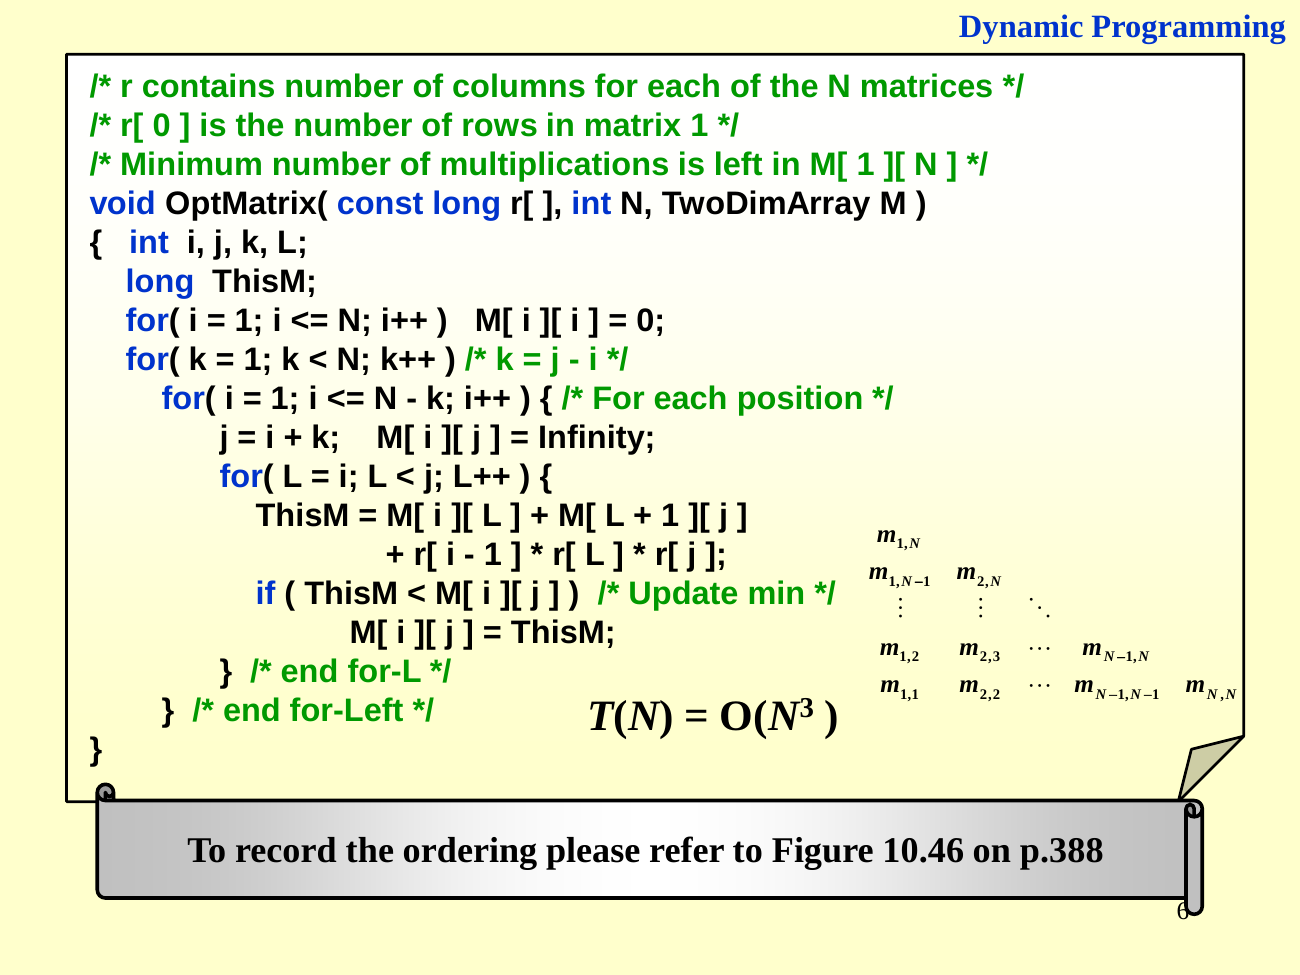 Dynamic Programming
/* r contains number of columns for each of the N matrices */
/* r[ 0 ] is the number of rows in matrix 1 */
/* Minimum number of multiplications is left in M[ 1 ][ N ] */
void OptMatrix( const long r[ ], int N, TwoDimArray M )
{ int i, j, k, L;
long ThisM;
for( i = 1; i <= N; i++ ) M[ i ][ i ] = 0;
for( k = 1; k < N; k++ ) /* k = j - i */
for( i = 1; i <= N - k; i++ ) { /* For each position */
j = i + k; M[ i ][ j ] = Infinity;
for( L = i; L < j; L++ ) {
ThisM = M[ i ][ L ] + M[ L + 1 ][ j ]
+ r[ i - 1 ] * r[ L ] * r[ j ];
if ( ThisM < M[ i ][ j ] ) /* Update min */
M[ i ][ j ] = ThisM;
} /* end for-L */
} /* end for-Left */
}
m1,N
m1,N−1 m2,N
⋮ ⋮ ⋱
m1,2 m2,3 ⋯ mN−1,N
m1,1 m2,2 ⋯ mN−1,N−1 mN,N
T(N) = O(N³ )
To record the ordering please refer to Figure 10.46 on p.388
6